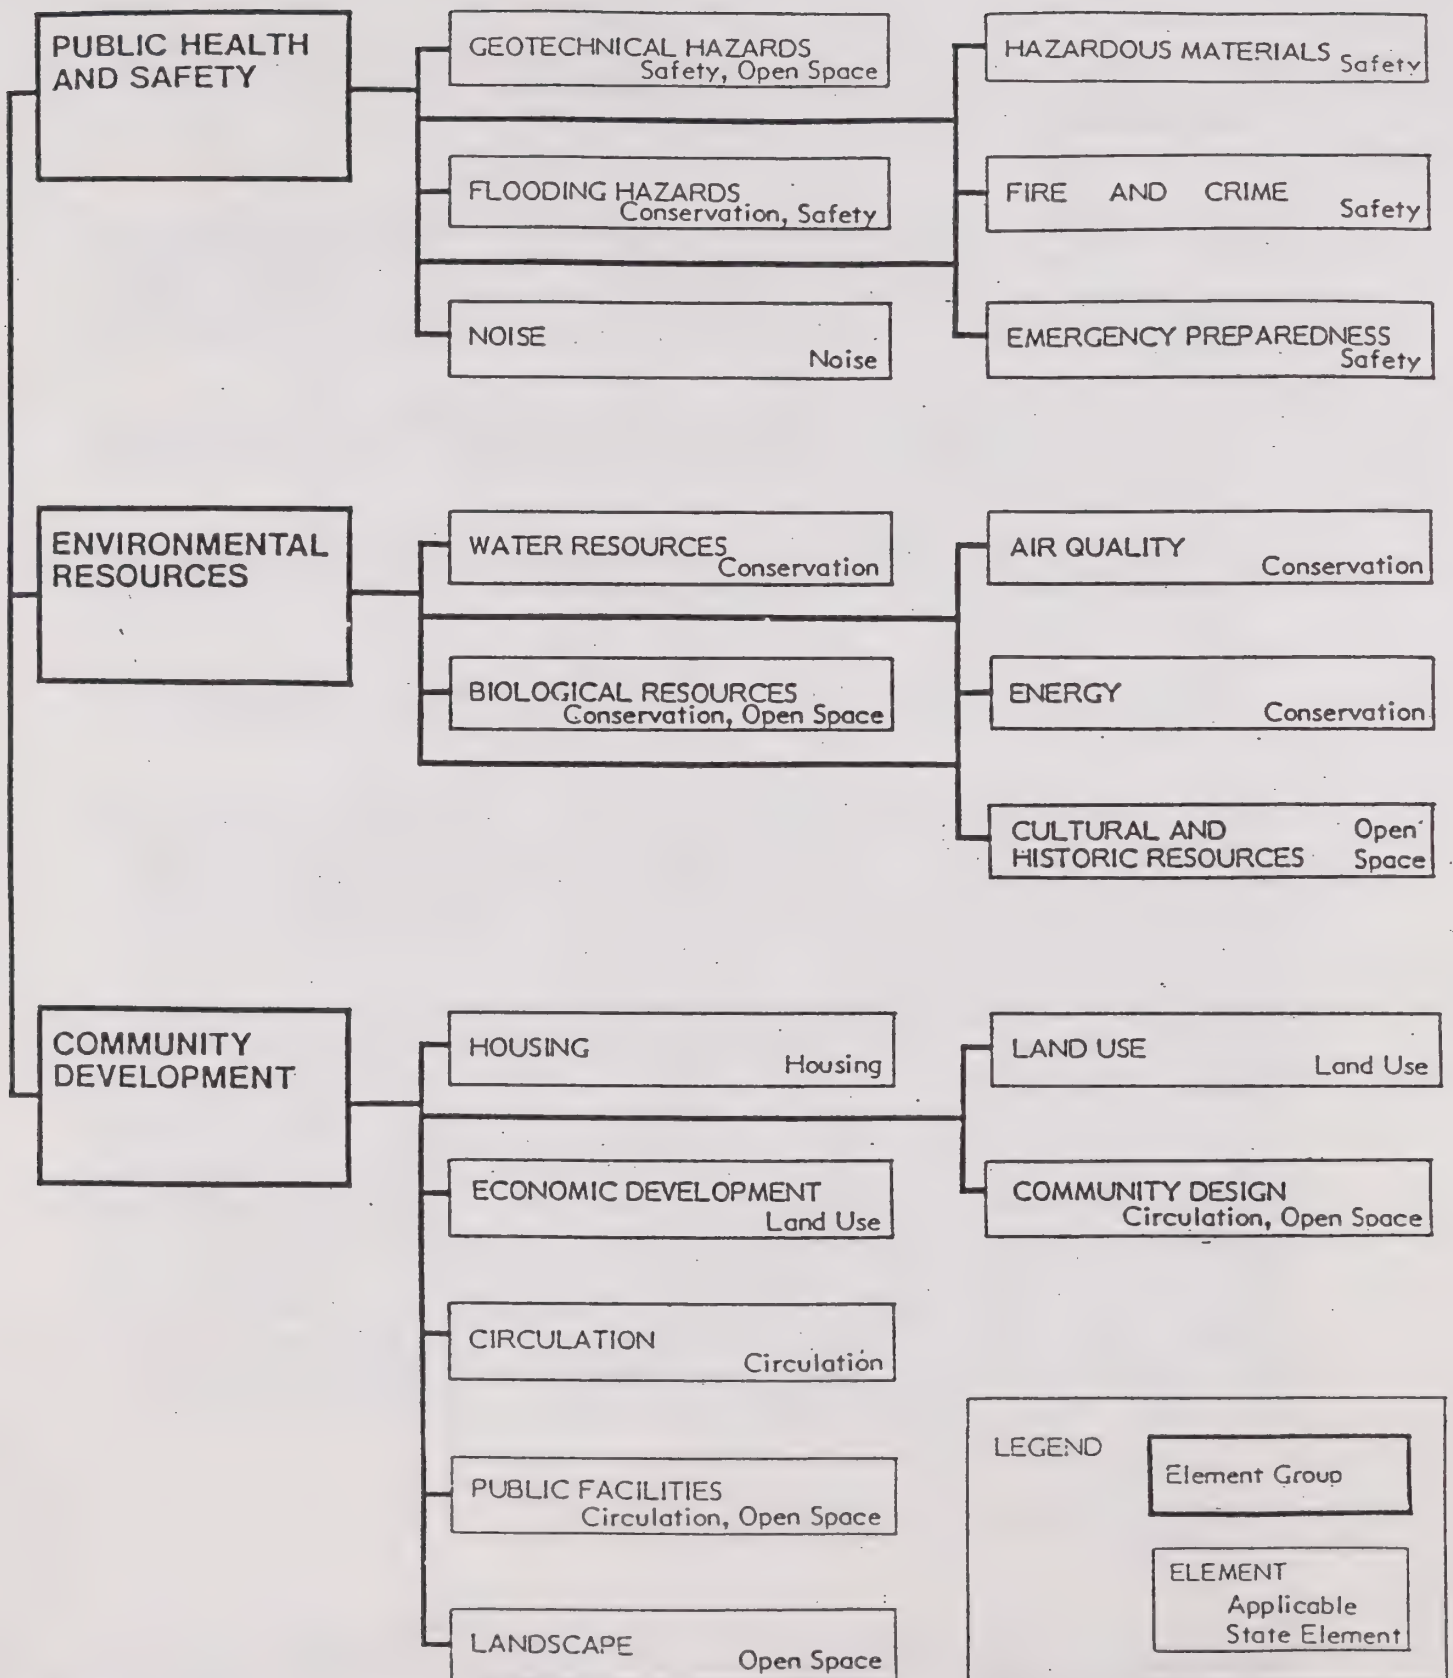 PUBLIC HEALTH
AND SAFETY
GEOTECHNICAL HAZARDS
Safety, Open Space
HAZARDOUS MATERIALS Safety
FLOODING HAZARDS
Conservation, Safety
FIRE AND CRIME Safety
NOISE
Noise
EMERGENCY PREPAREDNESS
Safety
ENVIRONMENTAL
RESOURCES
WATER RESOURCES
Conservation
AIR QUALITY
Conservation
BIOLOGICAL RESOURCES
Conservation, Open Space
ENERGY
Conservation
CULTURAL AND Open
HISTORIC RESOURCES Space
COMMUNITY
DEVELOPMENT
HOUSING
Housing
LAND USE
Land Use
ECONOMIC DEVELOPMENT
Land Use
COMMUNITY DESIGN
Circulation, Open Space
CIRCULATION
Circulation
PUBLIC FACILITIES
Circulation, Open Space
LANDSCAPE
Open Space
LEGEND
Element Group
ELEMENT
Applicable
State Element